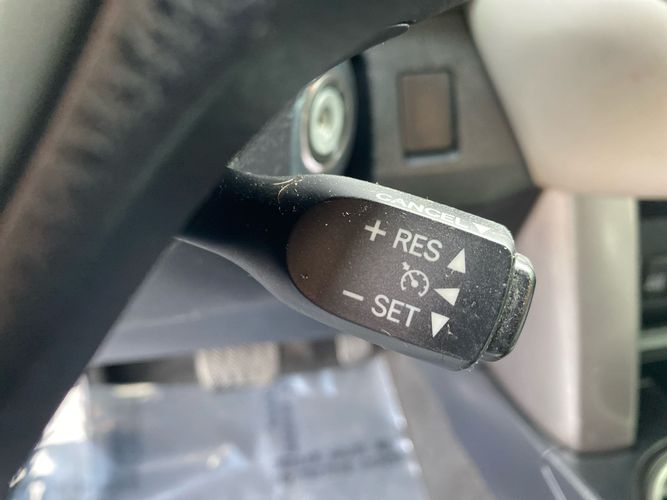 CANCEL ▼
+ RES ▲
− SET ▼